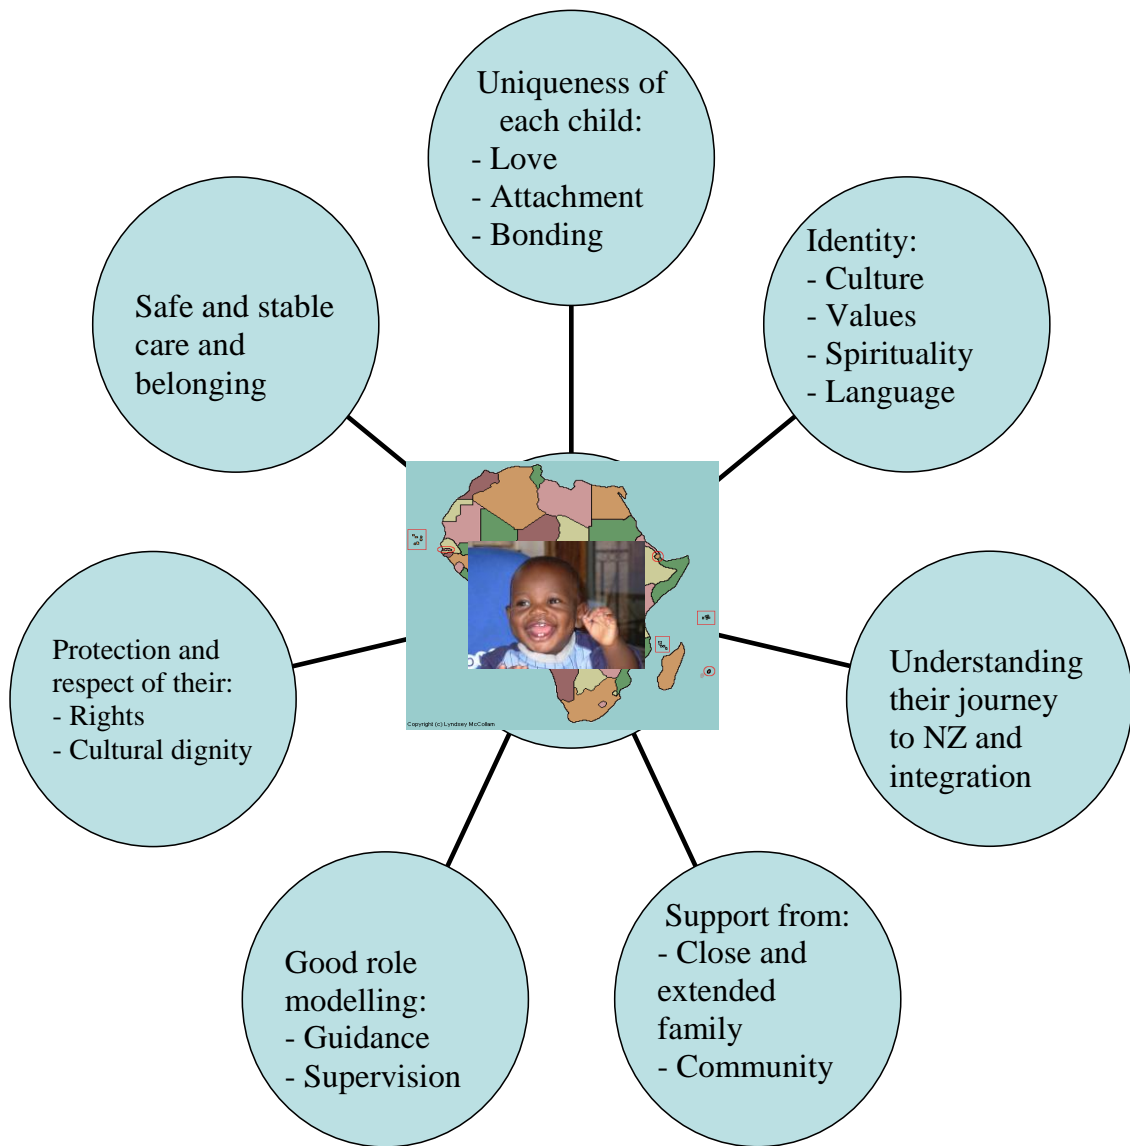 Uniqueness of
each child:
- Love
- Attachment
- Bonding
Identity:
- Culture
- Values
- Spirituality
- Language
Understanding
their journey
to NZ and
integration
Support from:
- Close and
extended
family
- Community
Good role
modelling:
- Guidance
- Supervision
Protection and
respect of their:
- Rights
- Cultural dignity
Safe and stable
care and
belonging
Copyright (c) Lyndsey McCollam